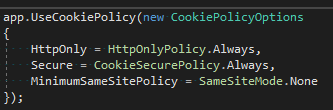 app.UseCookiePolicy(new CookiePolicyOptions
{
    HttpOnly = HttpOnlyPolicy.Always,
    Secure = CookieSecurePolicy.Always,
    MinimumSameSitePolicy = SameSiteMode.None
});